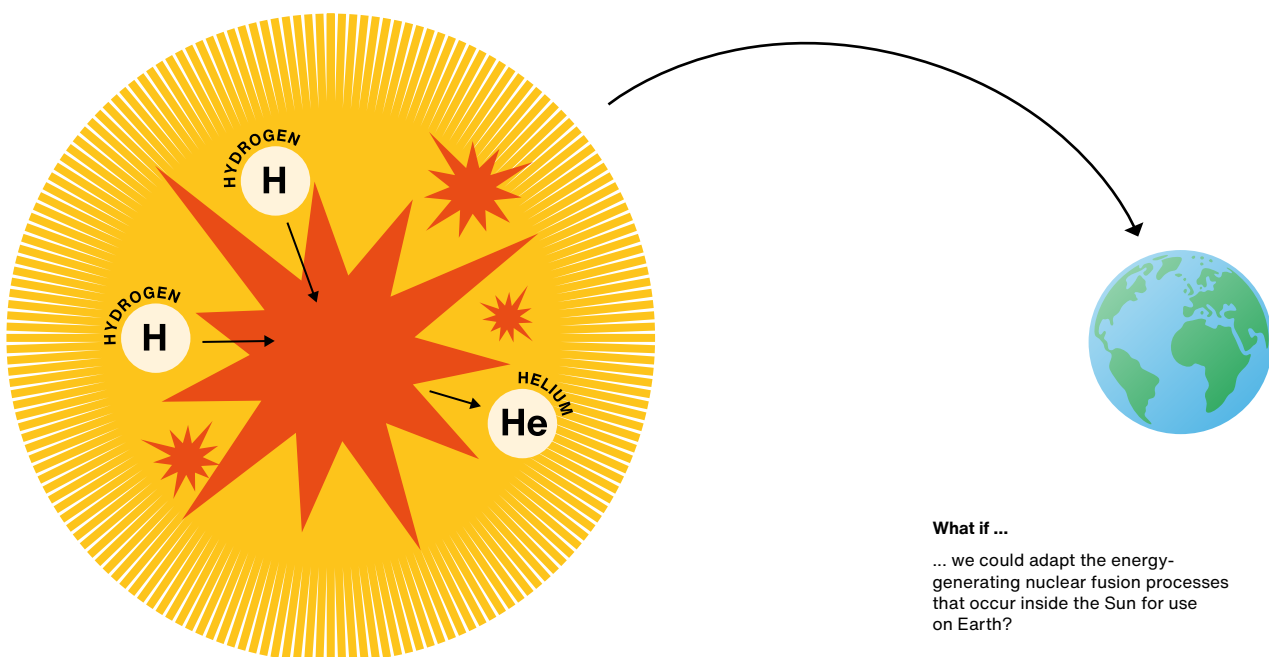 HYDROGEN
H
HYDROGEN
H
HELIUM
He
What if ...
... we could adapt the energy-
generating nuclear fusion processes
that occur inside the Sun for use
on Earth?